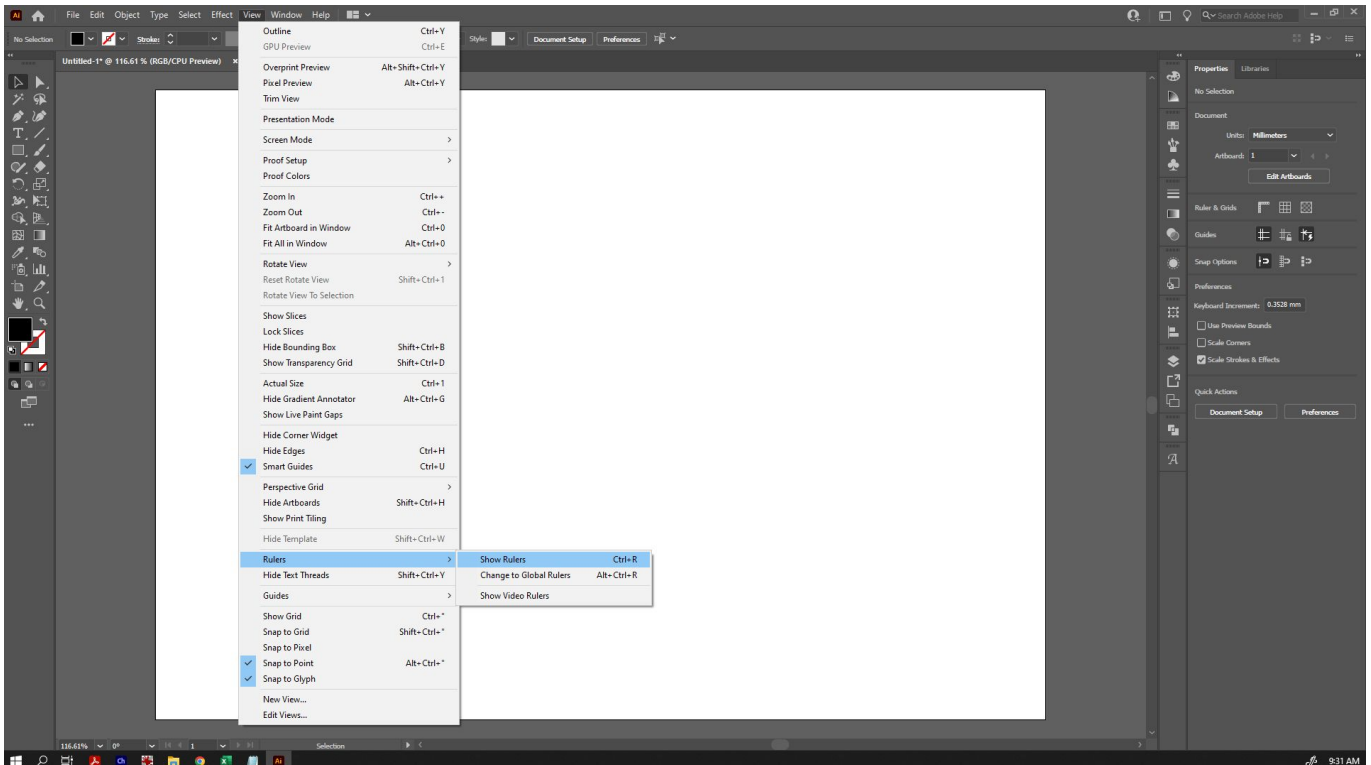 Ai File Edit Object Type Select Effect View Window Help Search Adobe Help
No Selection Stroke: Style: Document Setup Preferences
Untitled-1* @ 116.61 % (RGB/CPU Preview) ×
Outline Ctrl+Y
GPU Preview Ctrl+E
Overprint Preview Alt+Shift+Ctrl+Y
Pixel Preview Alt+Ctrl+Y
Trim View
Presentation Mode
Screen Mode
Proof Setup
Proof Colors
Zoom In Ctrl++
Zoom Out Ctrl+-
Fit Artboard in Window Ctrl+0
Fit All in Window Alt+Ctrl+0
Rotate View
Reset Rotate View Shift+Ctrl+1
Rotate View To Selection
Show Slices
Lock Slices
Hide Bounding Box Shift+Ctrl+B
Show Transparency Grid Shift+Ctrl+D
Actual Size Ctrl+1
Hide Gradient Annotator Alt+Ctrl+G
Show Live Paint Gaps
Hide Corner Widget
Hide Edges Ctrl+H
Smart Guides Ctrl+U
Perspective Grid
Hide Artboards Shift+Ctrl+H
Show Print Tiling
Hide Template Shift+Ctrl+W
Rulers
Hide Text Threads Shift+Ctrl+Y
Guides
Show Grid Ctrl+"
Snap to Grid Shift+Ctrl+"
Snap to Pixel
Snap to Point Alt+Ctrl+"
Snap to Glyph
New View...
Edit Views...
Show Rulers Ctrl+R
Change to Global Rulers Alt+Ctrl+R
Show Video Rulers
Properties Libraries
No Selection
Document
Units: Millimeters
Artboard: 1
Edit Artboards
Ruler & Grids
Guides
Snap Options
Preferences
Keyboard Increment: 0.3528 mm
Use Preview Bounds
Scale Corners
Scale Strokes & Effects
Quick Actions
Document Setup Preferences
116.61% 0° 1 Selection
Ch Ai 9:31 AM